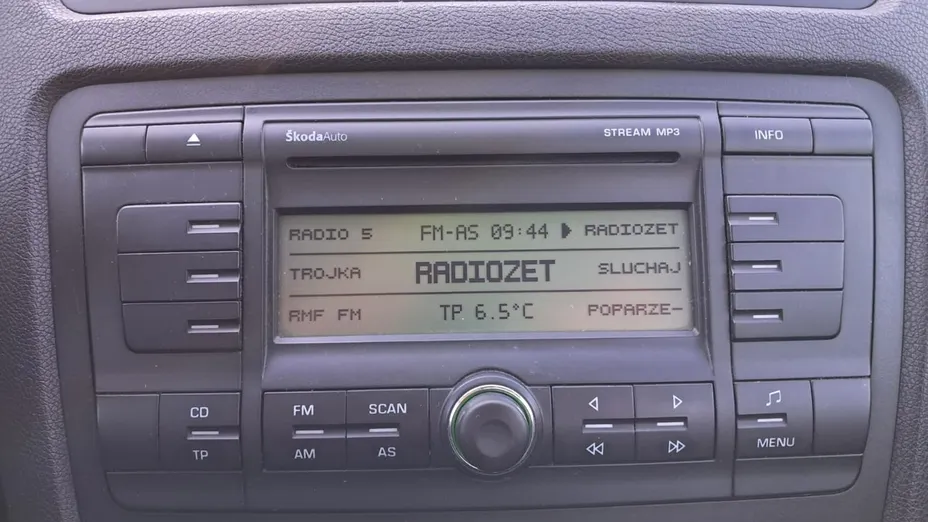 ŠkodaAuto STREAM MP3 INFO
RADIO 5 FM-AS 09:44 RADIOZET
TROJKA RADIOZET SLUCHAJ
RMF FM TP 6.5°C POPARZE-
CD FM SCAN
TP AM AS MENU